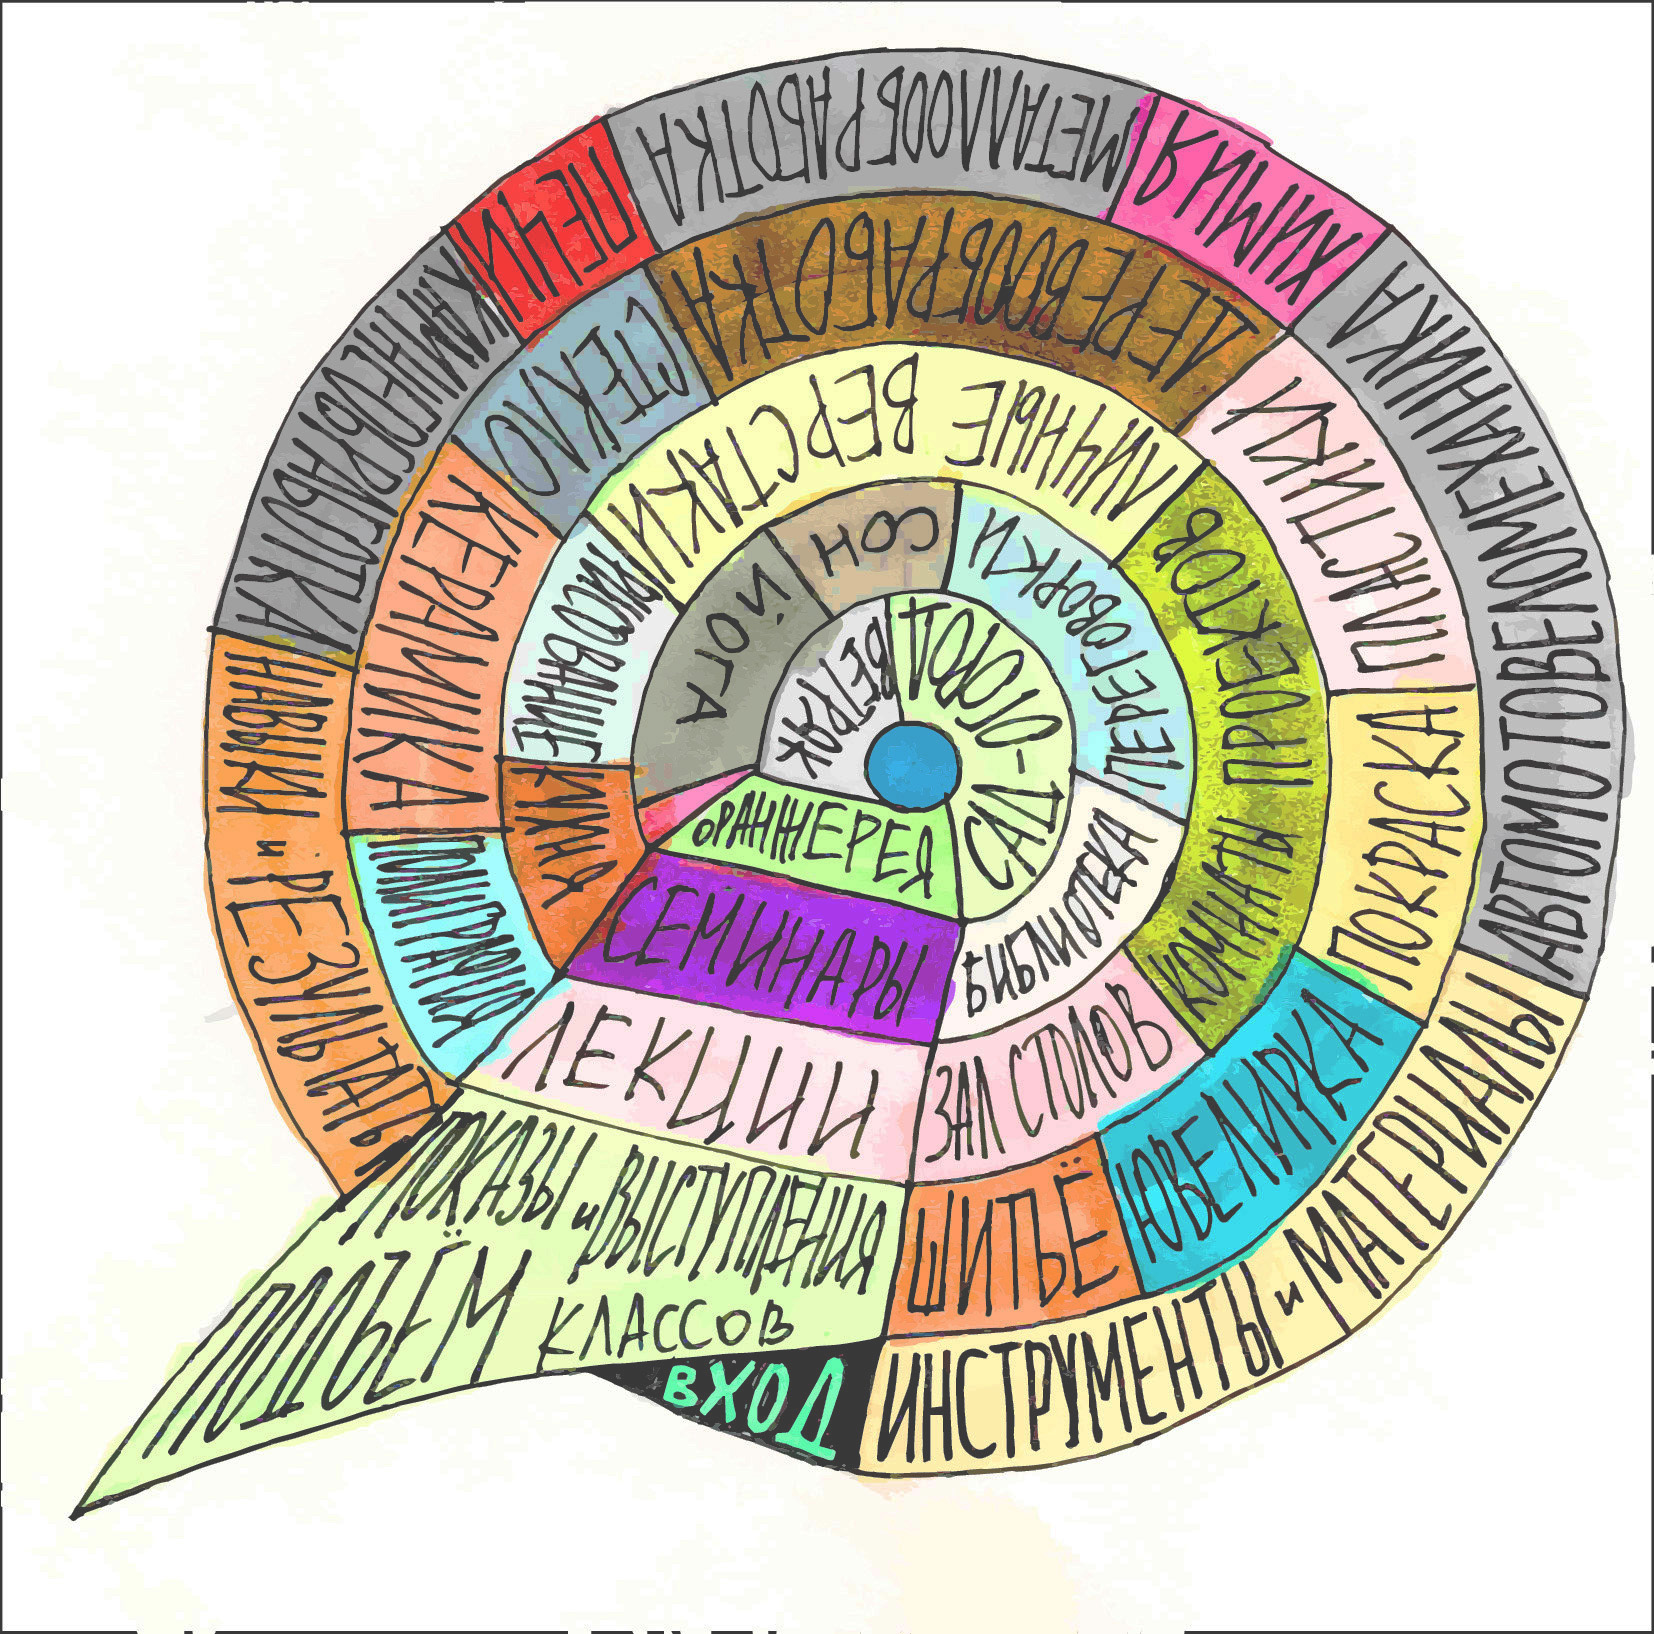 ВХОД
ИНСТРУМЕНТЫ и МАТЕРИАЛЫ
АВТОМОТОВЕЛОМЕХАНИКА
ХИМИЯ
МЕТАЛЛООБРАБОТКА
ПЕЧИ
КАМНЕОБРАБОТКА
НАВЫКИ и РЕЗУЛЬТАТЫ
ПОДЪЁМ КЛАССОВ
ПОКАЗЫ и ВЫСТУПЛЕНИЯ
ШИТЬЁ
ЮВЕЛИРКА
ПОКРАСКА
ПЛАСТИКИ
ДЕРЕВООБРАБОТКА
СТЕКЛО
КЕРАМИКА
ПОЛИГРАФИЯ
ЛЕКЦИИ
ЗАЛ СТОЛОВ
КОМНАТЫ ПРОЕКТОВ
ЛИЧНЫЕ ВЕРСТАКИ
РИСОВАНИЕ
КУХНЯ
СЕМИНАРЫ
БИБЛИОТЕКА
ПЕРЕГОВОРКИ
СОН
ЙОГА
ОРАНЖЕРЕЯ
САД-ОГОРОД
ВЕТРЯК